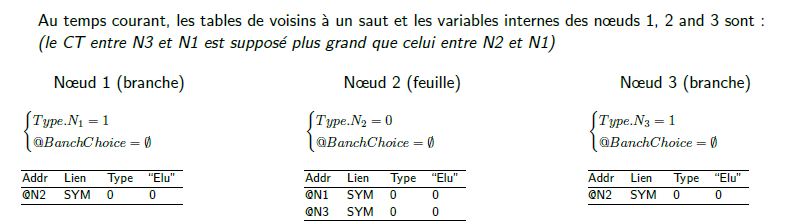 Au temps courant, les tables de voisins à un saut et les variables internes des nœuds 1, 2 and 3 sont :
(le CT entre N3 et N1 est supposé plus grand que celui entre N2 et N1)
Nœud 1 (branche)
Type.N₁ = 1
@BanchChoice = ∅
Addr Lien Type “Elu”
@N2 SYM 0 0
Nœud 2 (feuille)
Type.N₂ = 0
@BanchChoice = ∅
Addr Lien Type “Elu”
@N1 SYM 0 0
@N3 SYM 0 0
Nœud 3 (branche)
Type.N₃ = 1
@BanchChoice = ∅
Addr Lien Type “Elu”
@N2 SYM 0 0